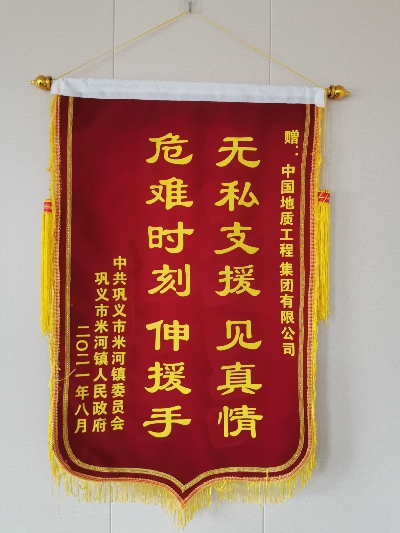 赠：中国地质工程集团有限公司
无私支援见真情
危难时刻伸援手
中共巩义市米河镇委员会
巩义市米河镇人民政府
二〇二一年八月